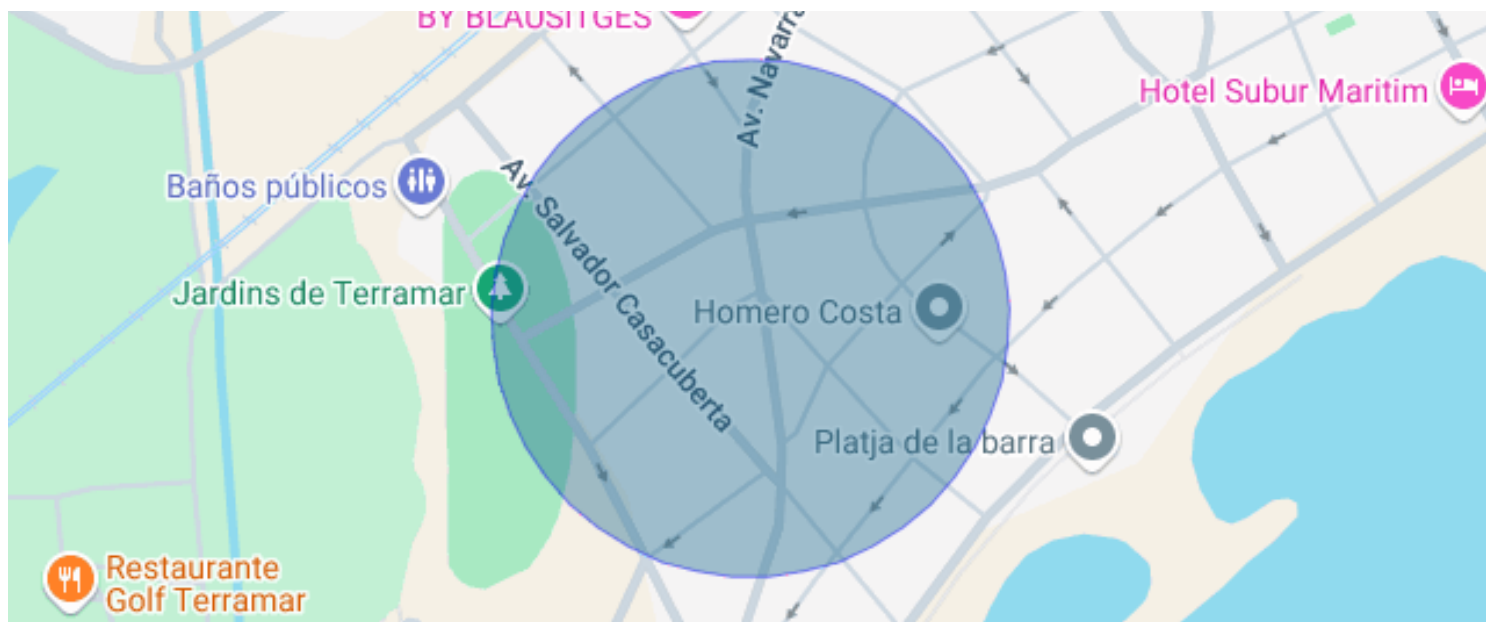 BY BLAUSITGES
Av. Navarra
Hotel Subur Maritim
Baños públicos
Av. Salvador Casacuberta
Jardins de Terramar
Homero Costa
Platja de la barra
Restaurante
Golf Terramar